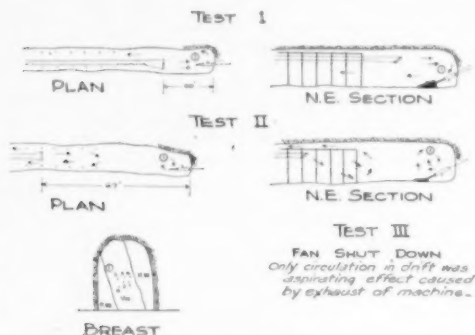 TEST I
PLAN
N.E. SECTION
TEST II
PLAN
N.E. SECTION
BREAST
TEST III
FAN SHUT DOWN
Only circulation in drift was
aspirating effect caused
by exhaust of machine.